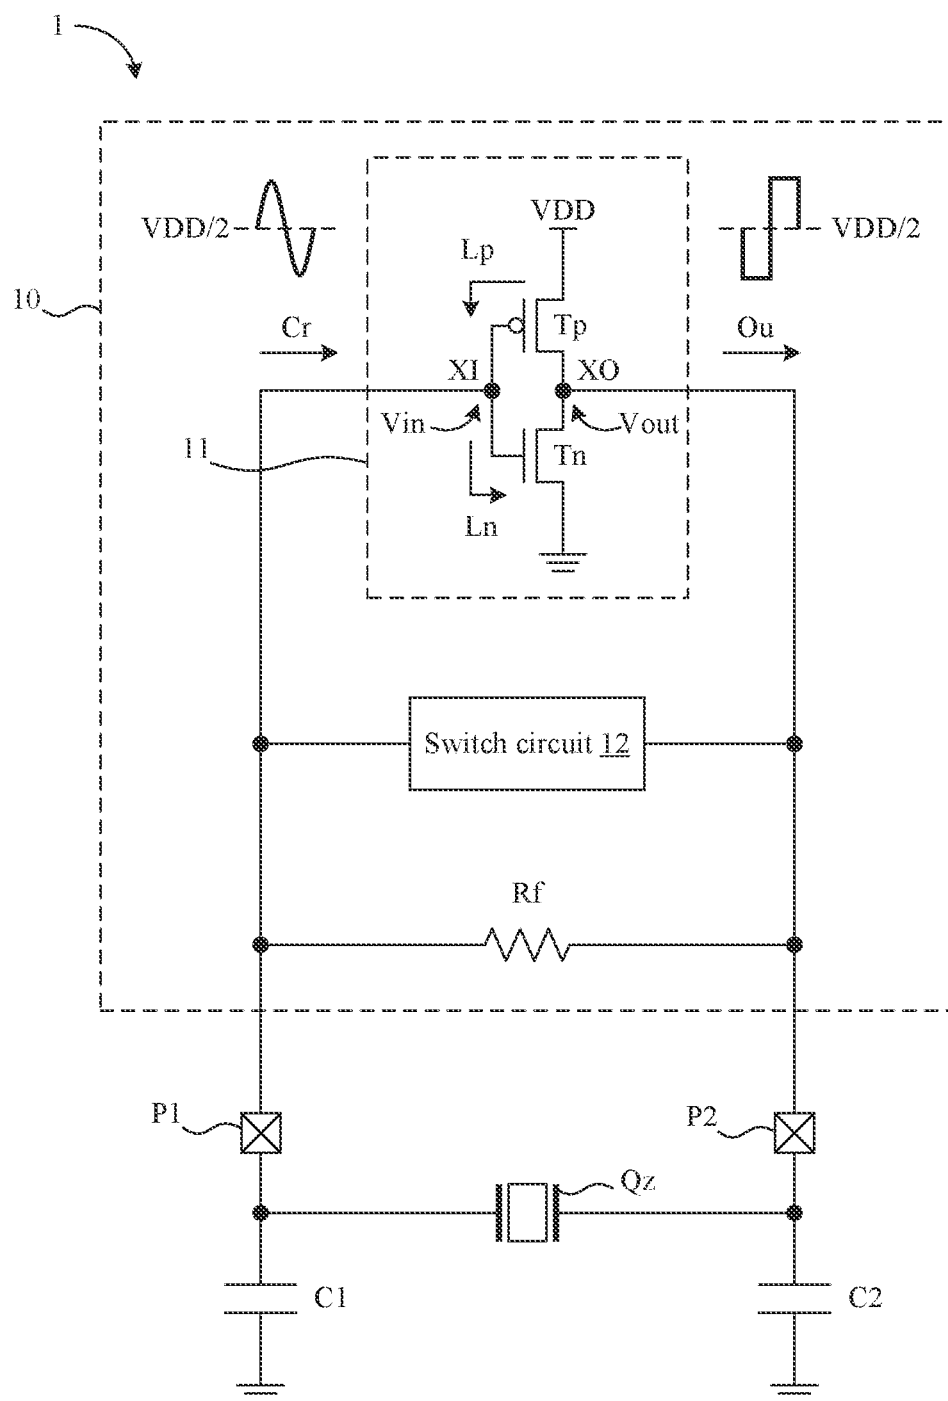 1
VDD
VDD/2
VDD/2
Lp
10
Cr
Tp
Ou
XI
XO
Vin
Vout
11
Tn
Ln
Switch circuit 12
Rf
P1
P2
Qz
C1
C2